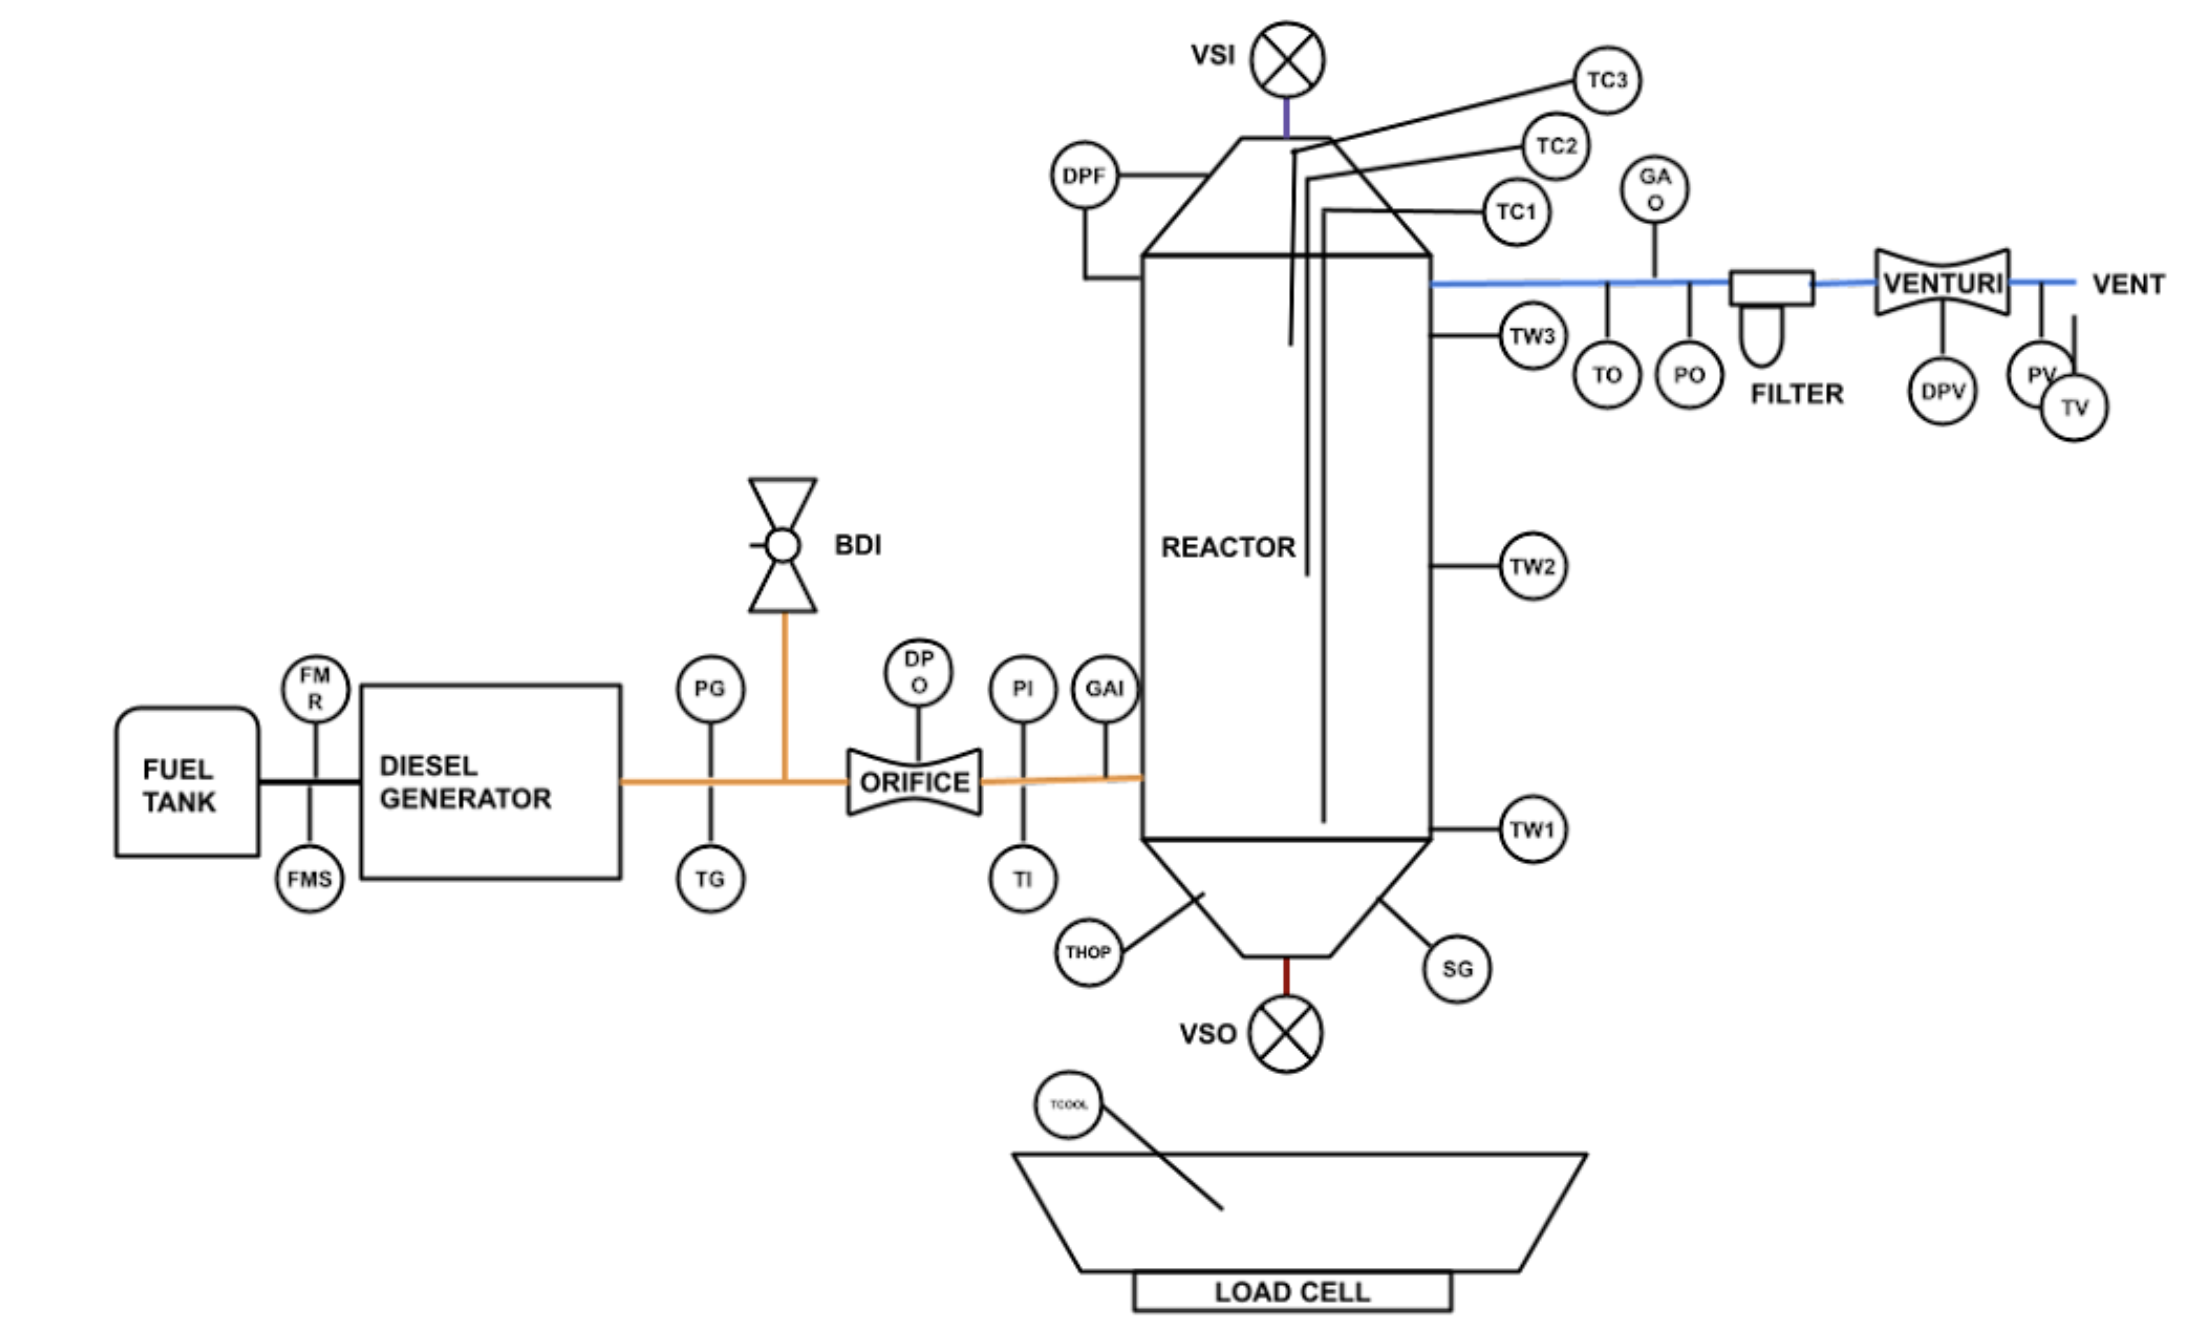 VSI
TC3
TC2
DPF
GA
O
TC1
VENTURI
VENT
TW3
TO
PO
FILTER
DPV
PV
TV
BDI
REACTOR
TW2
FM
R
PG
DP
O
PI
GAI
FUEL
TANK
DIESEL
GENERATOR
ORIFICE
TW1
FMS
TG
TI
THOP
SG
VSO
TCOOL
LOAD CELL